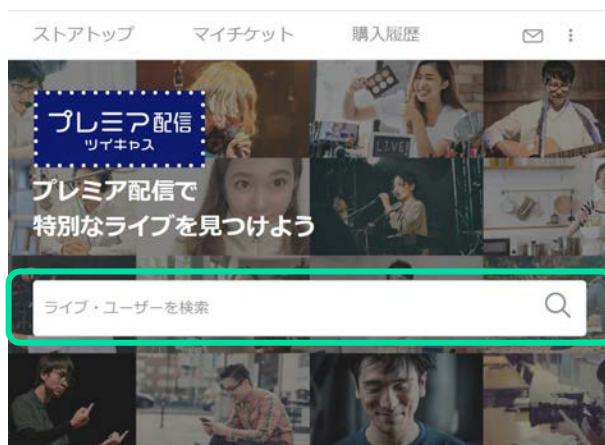 ストアトップ
マイチケット
購入履歴
プレミア配信
ツイキャス
プレミア配信で
特別なライブを見つけよう
LIVE
ライブ・ユーザーを検索